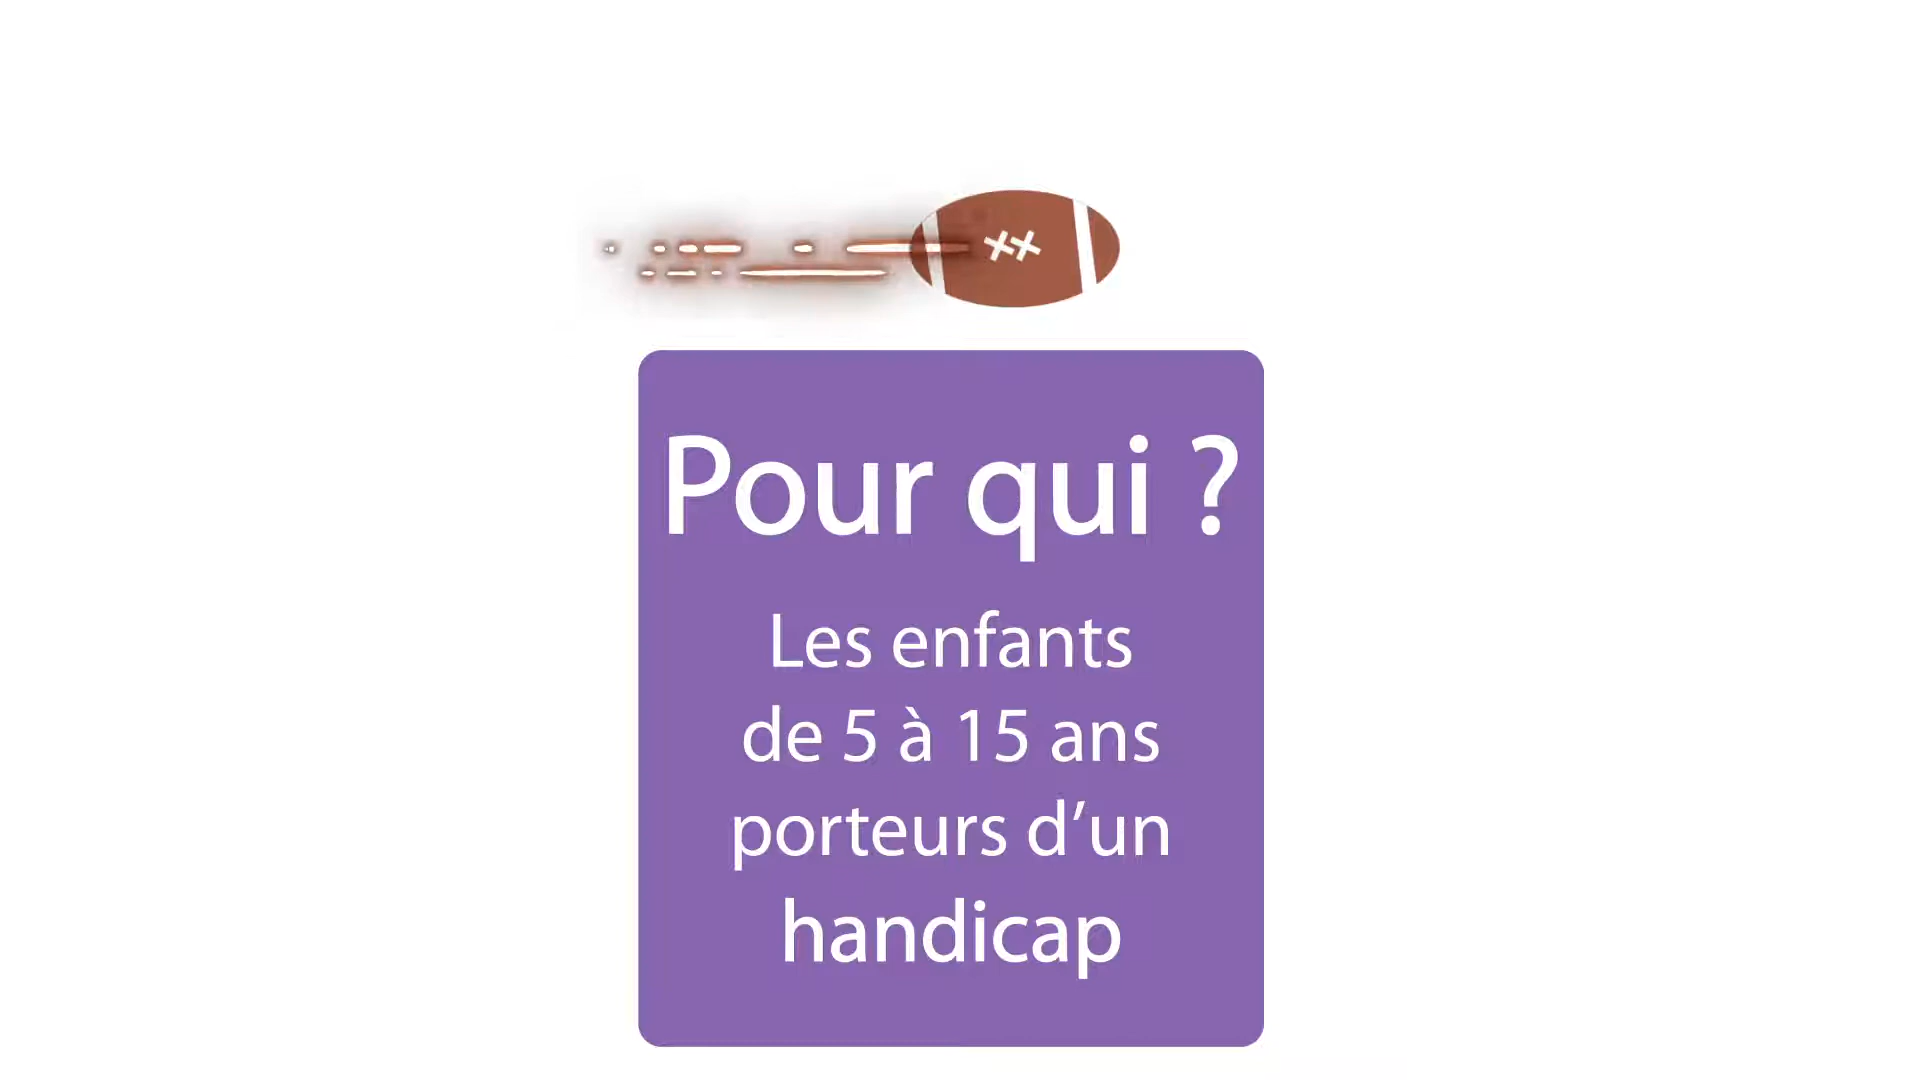 Pour qui ?
Les enfants
de 5 à 15 ans
porteurs d’un
handicap